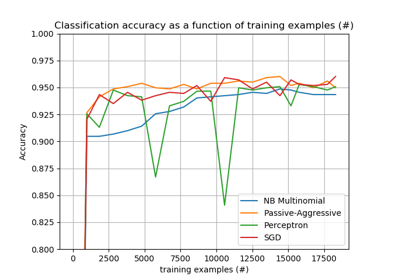 Classification accuracy as a function of training examples (#)
1.000
0.975
0.950
0.925
0.900
0.875
0.850
0.825
0.800
Accuracy
NB Multinomial
Passive-Aggressive
Perceptron
SGD
0 2500 5000 7500 10000 12500 15000 17500
training examples (#)